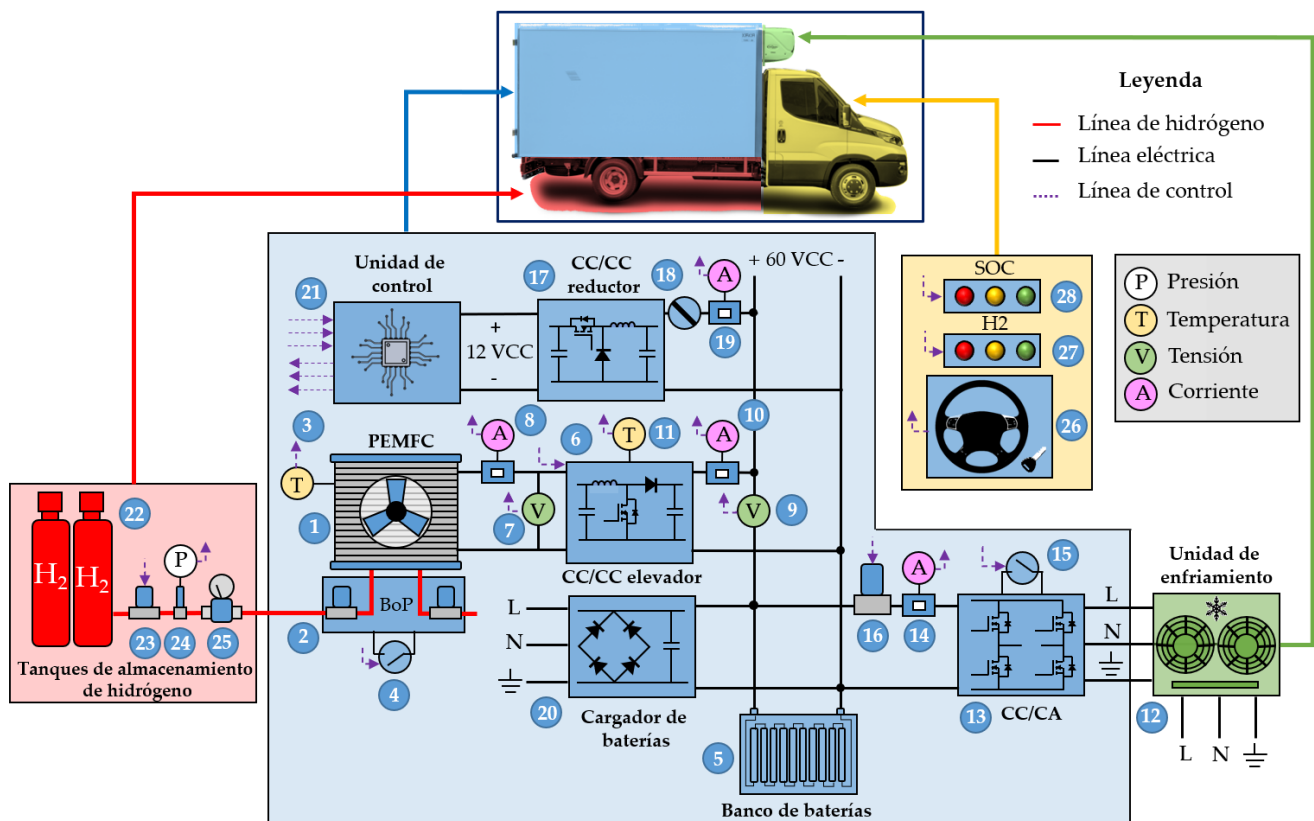 Leyenda
Línea de hidrógeno
Línea eléctrica
Línea de control
P Presión
T Temperatura
V Tensión
A Corriente
Unidad de
control
21
+
12 VCC
-
17
CC/CC
reductor
18
A
19
+ 60 VCC -
SOC
28
H2
27
26
3
T
PEMFC
1
8
A
7
V
6
T
11
CC/CC elevador
10
A
V
9
22
H2
H2
P
23
24
25
Tanques de almacenamiento
de hidrógeno
2
BoP
4
L
N
20
Cargador de
baterías
5
Banco de baterías
16
A
14
15
13
CC/CA
L
N
Unidad de
enfriamiento
12
L
N